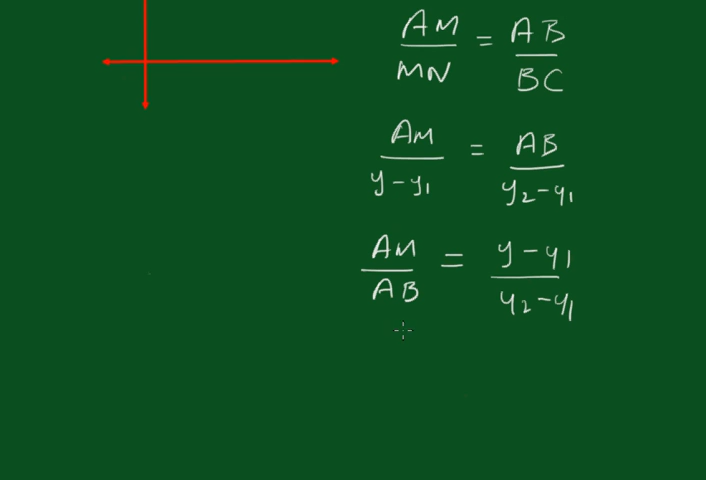 AM/MN = AB/BC
AM/y-y₁ = AB/y₂-y₁
AM/AB = y-y₁/y₂-y₁